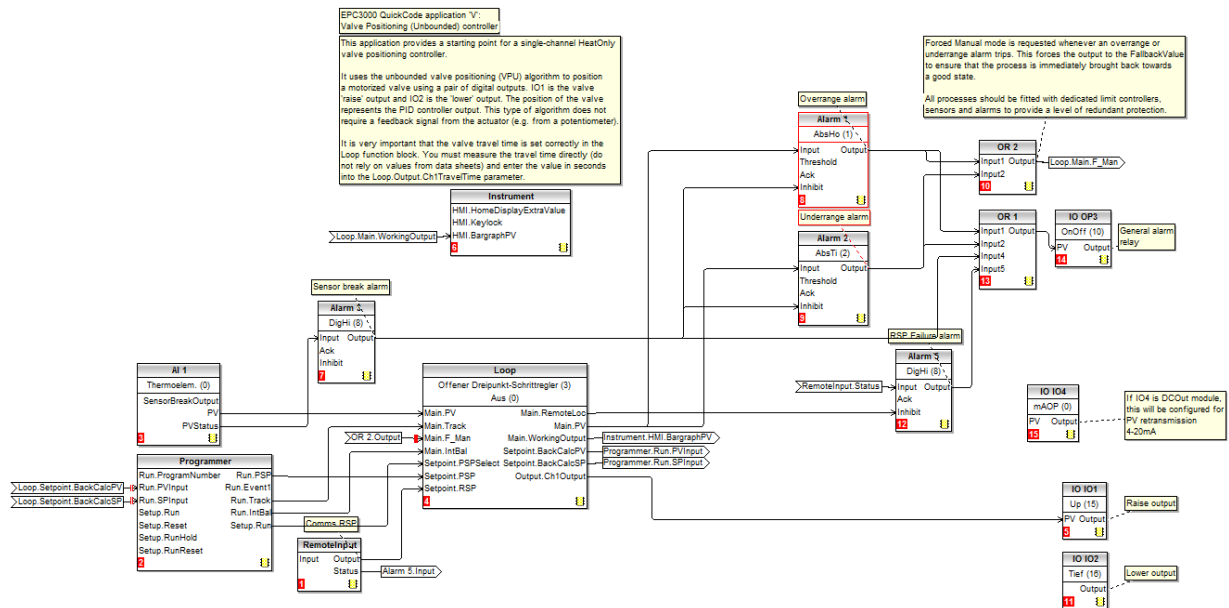 EPC3000 QuickCode application 'V':
Valve Positioning (Unbounded) controller
This application provides a starting point for a single-channel HeatOnly
valve positioning controller.
It uses the unbounded valve positioning (VPU) algorithm to position
a motorized valve using a pair of digital outputs. IO1 is the valve
'raise' output and IO2 is the 'lower' output. The position of the valve
represents the PID controller output. This type of algorithm does not
require a feedback signal from the actuator (e.g. from a potentiometer).
It is very important that the valve travel time is set correctly in the
Loop function block. You must measure the travel time directly (do
not rely on values from data sheets) and enter the value in seconds
into the Loop.Output.Ch1TravelTime parameter.
Forced Manual mode is requested whenever an overrange or
underrange alarm trips. This forces the output to the FallbackValue
to ensure that the process is immediately brought back towards
a good state.
All processes should be fitted with dedicated limit controllers,
sensors and alarms to provide a level of redundant protection.
Instrument
HMI.HomeDisplayExtraValue
HMI.Keylock
HMI.BargraphPV
6
Loop.Main.WorkingOutput
Overrange alarm
Alarm 1
AbsHo (1)
Input Output
Threshold
Ack
Inhibit
8
Underrange alarm
Alarm 2
AbsTi (2)
Input Output
Threshold
Ack
Inhibit
9
OR 2
Input1 Output
Input2
10
Loop.Main.F_Man
OR 1
Input1 Output
Input2
Input4
Input5
13
IO OP3
OnOff (10)
PV Output
14
General alarm
relay
Sensor break alarm
Alarm 3
DigHi (8)
Input Output
Ack
Inhibit
7
RSP Failure alarm
Alarm 5
DigHi (8)
Input Output
Ack
Inhibit
12
RemoteInput.Status
AI 1
Thermoelem. (0)
SensorBreakOutput
PV
PVStatus
3
Loop
Offener Dreipunkt-Schrittregler (3)
Aus (0)
Main.PV Main.RemoteLoc
Main.Track Main.PV
Main.F_Man Main.WorkingOutput
Main.IntBal Setpoint.BackCalcPV
Setpoint.PSPSelect Setpoint.BackCalcSP
Setpoint.PSP Output.Ch1Output
Setpoint.RSP
4
OR 2.Output
Instrument.HMI.BargraphPV
Programmer.Run.PVInput
Programmer.Run.SPInput
IO IO4
mAOP (0)
PV Output
15
If IO4 is DCOut module,
this will be configured for
PV retransmission
4-20mA
Programmer
Run.ProgramNumber Run.PSP
Run.PVInput Run.Event1
Run.SPInput Run.Track
Setup.Run Run.IntBal
Setup.Reset Setup.Run
Setup.RunHold
Setup.RunReset
2
Loop.Setpoint.BackCalcPV
Loop.Setpoint.BackCalcSP
Comms RSP
RemoteInput
Input Output
Status
1
Alarm 5.Input
IO IO1
Up (15)
PV Output
5
Raise output
IO IO2
Tief (16)
Output
11
Lower output